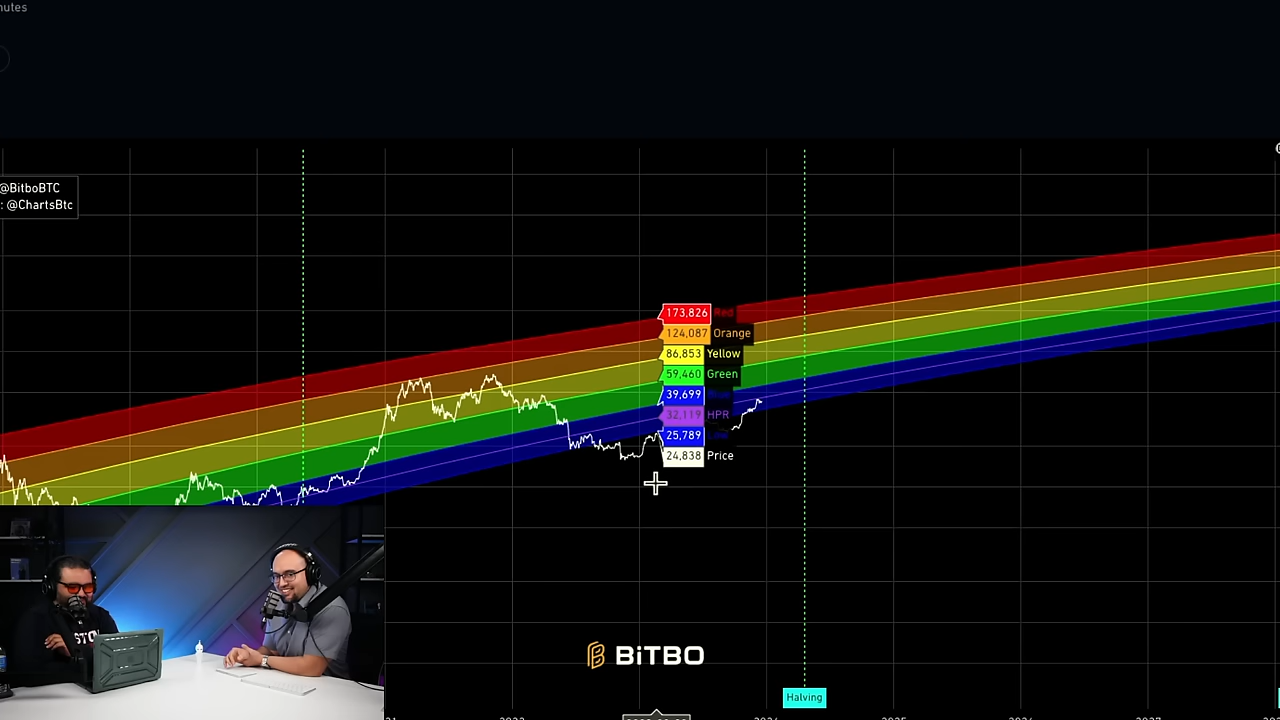 nutes
@BitboBTC
: @ChartsBtc
173,826 Red
124,087 Orange
86,853 Yellow
59,460 Green
39,699
32,119 HPR
25,789
24,838 Price
BiTBO
Halving